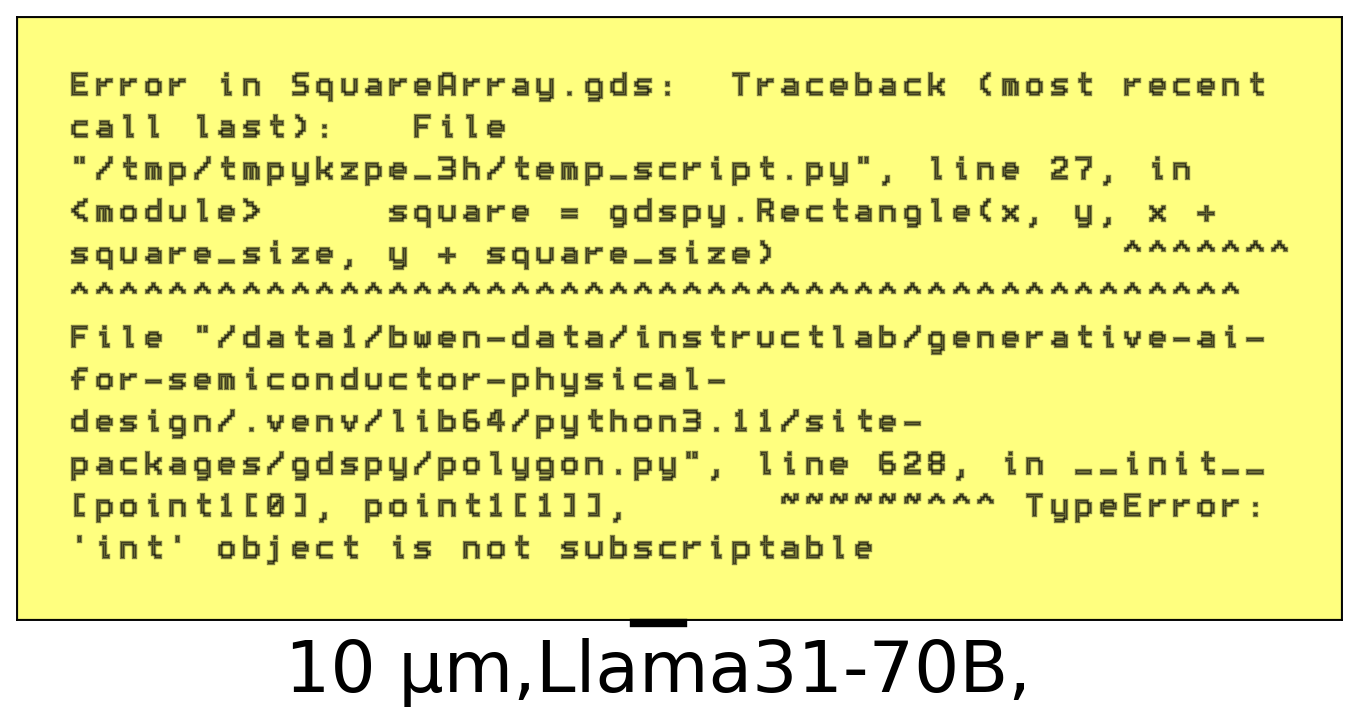 Error in SquareArray.gds:  Traceback (most recent
call last):   File
"/tmp/tmpykzpe_3h/temp_script.py", line 27, in
<module>     square = gdspy.Rectangle(x, y, x +
square_size, y + square_size)              ^^^^^^^
^^^^^^^^^^^^^^^^^^^^^^^^^^^^^^^^^^^^^^^^^^^^^^^^
File "/data1/bwen-data/instructlab/generative-ai-
for-semiconductor-physical-
design/.venv/lib64/python3.11/site-
packages/gdspy/polygon.py", line 628, in __init__
[point1[0], point1[1]],      ~~~~~~^^^ TypeError:
'int' object is not subscriptable
10 µm,Llama31-70B,